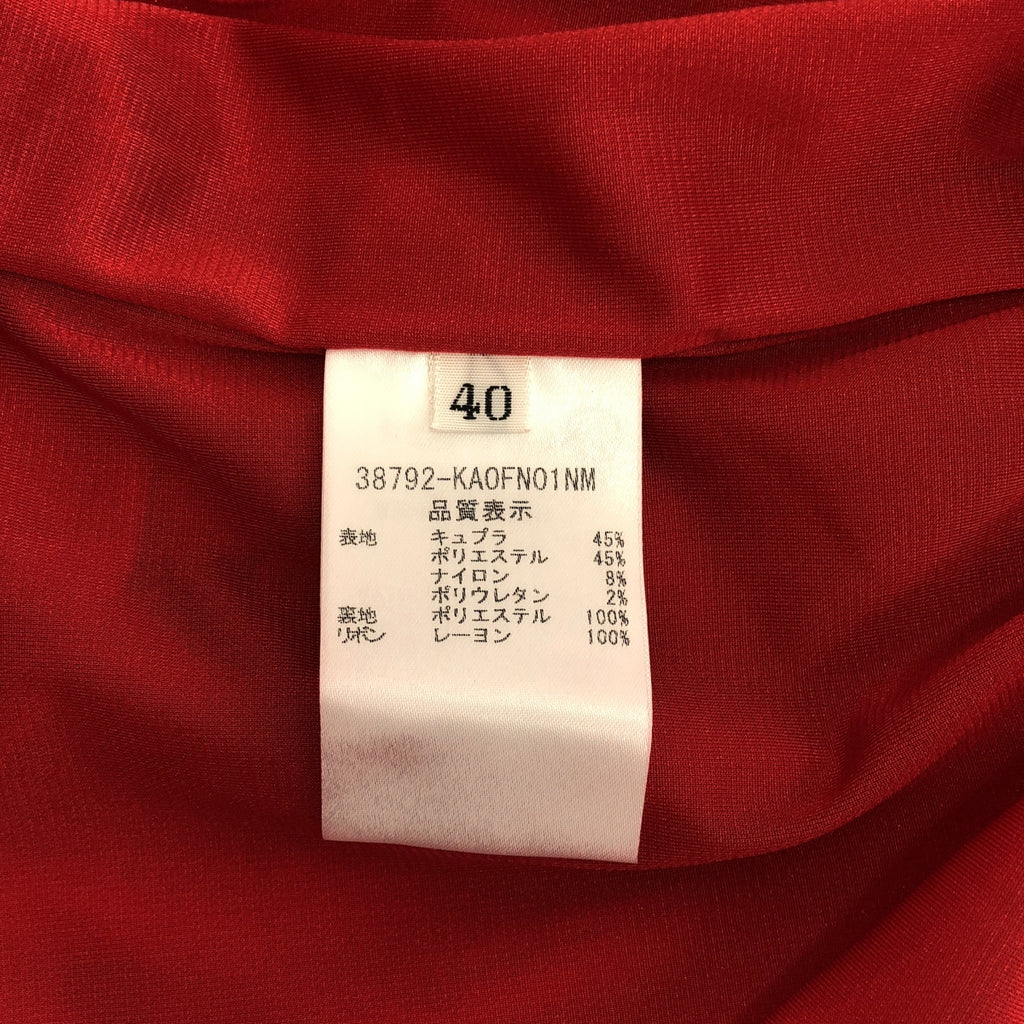 40
38792-KA0FN01NM
品質表示
表地 キュプラ 45%
ポリエステル 45%
ナイロン 8%
ポリウレタン 2%
裏地 ポリエステル 100%
リボン レーヨン 100%